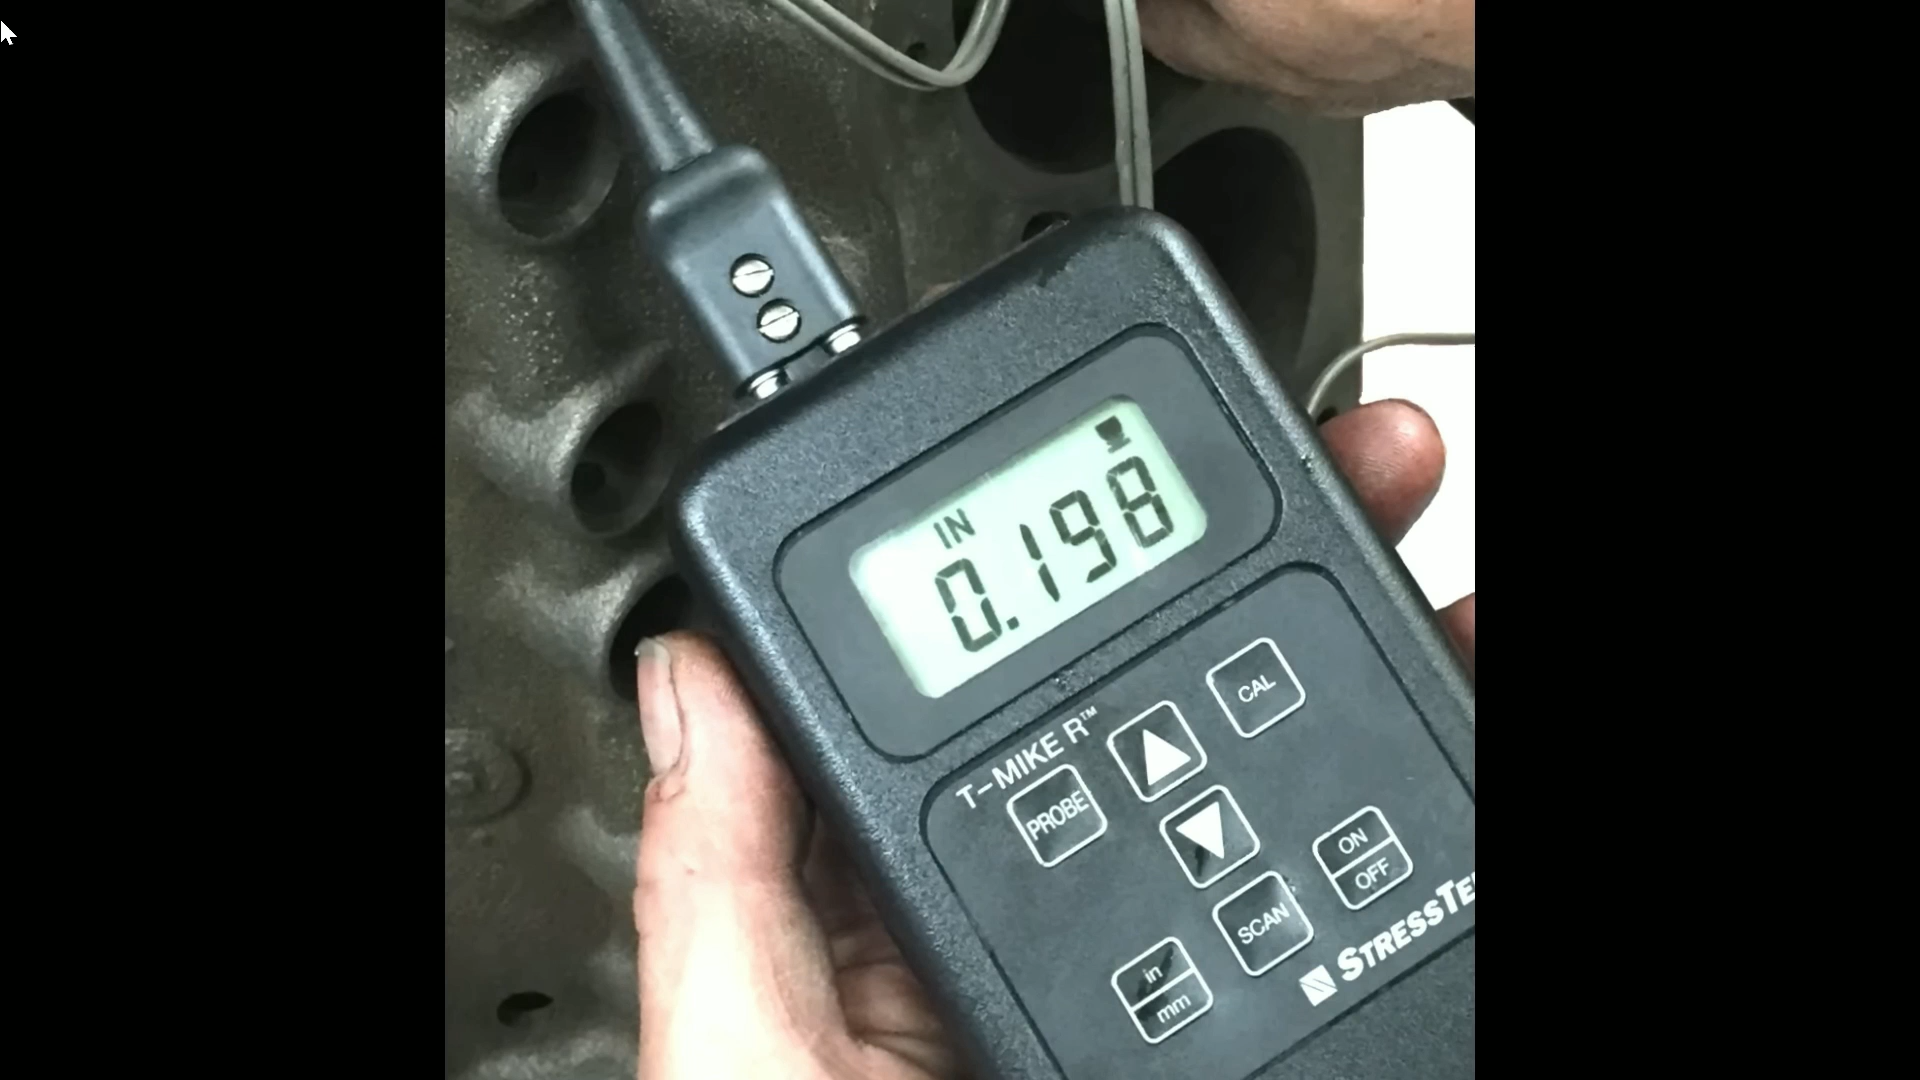 IN
0.198
T-MIKE R™
CAL
PROBE
ON
OFF
SCAN
in
mm
STRESSTE